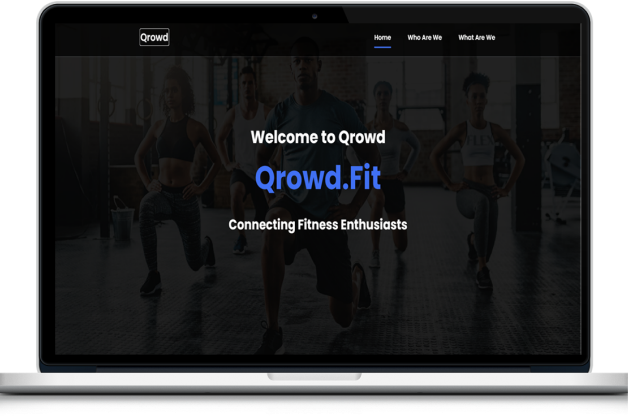 Qrowd
Home Who Are We What Are We
Welcome to Qrowd
Qrowd.Fit
Connecting Fitness Enthusiasts